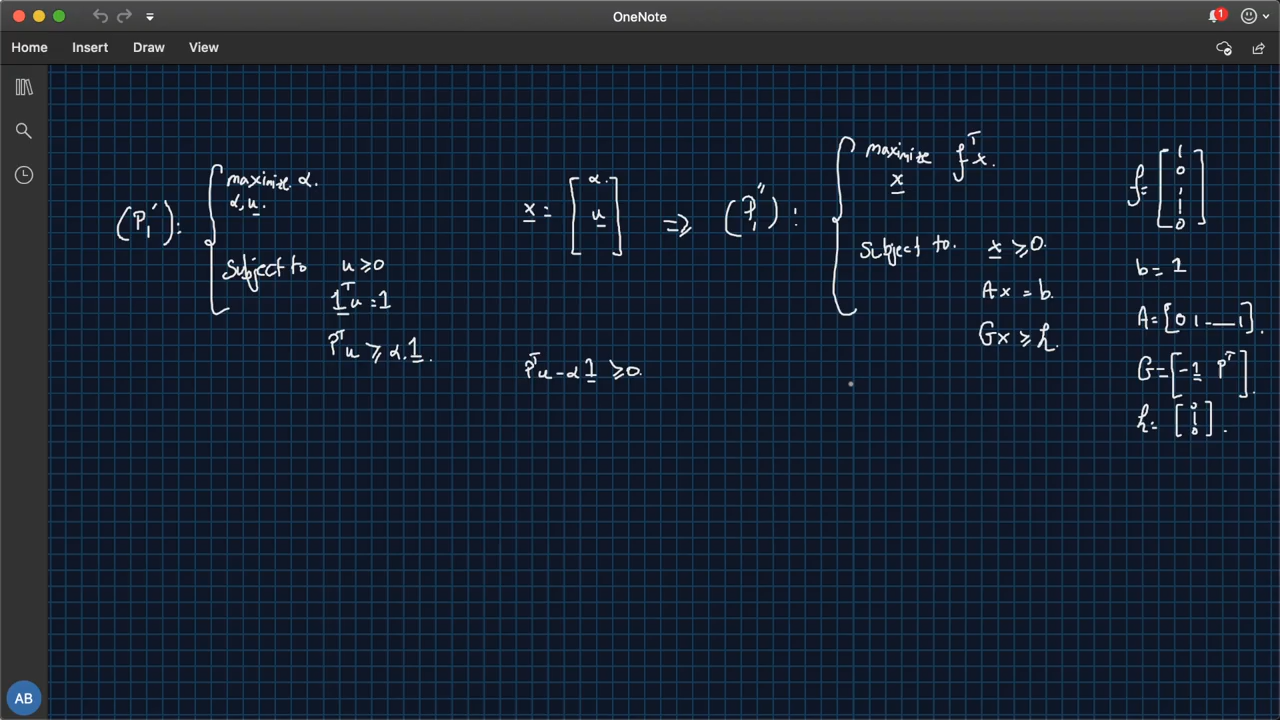 OneNote
1
Home Insert Draw View
(P₁'):
maximize α.
α, u.
Subject to u ≥ 0
1ᵀu = 1
Pᵀu ≥ α.1.
x = [α. u]
Pᵀu - α1 ≥ 0.
⇒ (P₁''):
maximize fᵀx.
x
Subject to. x ≥ 0.
Ax = b.
Gx ≥ h.
f = [1 0 | 0]
b = 1
A = [0 1 - 1].
G = [-1 Pᵀ].
h = [0 | 0].
AB